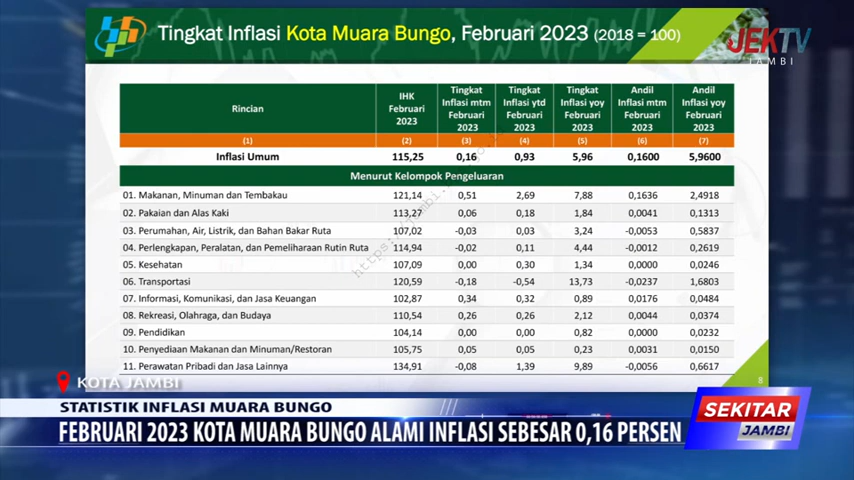 Tingkat Inflasi Kota Muara Bungo, Februari 2023 (2018 = 100)
JEKTV
JAMBI
Rincian | IHK Februari 2023 | Tingkat Inflasi mtm Februari 2023 | Tingkat Inflasi ytd Februari 2023 | Tingkat Inflasi yoy Februari 2023 | Andil Inflasi mtm Februari 2023 | Andil Inflasi yoy Februari 2023
(1) | (2) | (3) | (4) | (5) | (6) | (7)
Inflasi Umum | 115,25 | 0,16 | 0,93 | 5,96 | 0,1600 | 5,9600
Menurut Kelompok Pengeluaran
01. Makanan, Minuman dan Tembakau | 121,14 | 0,51 | 2,69 | 7,88 | 0,1636 | 2,4918
02. Pakaian dan Alas Kaki | 113,27 | 0,06 | 0,18 | 1,84 | 0,0041 | 0,1313
03. Perumahan, Air, Listrik, dan Bahan Bakar Ruta | 107,02 | -0,03 | 0,03 | 3,24 | -0,0053 | 0,5837
04. Perlengkapan, Peralatan, dan Pemeliharaan Rutin Ruta | 114,94 | -0,02 | 0,11 | 4,44 | -0,0012 | 0,2619
05. Kesehatan | 107,09 | 0,00 | 0,30 | 1,34 | 0,0000 | 0,0246
06. Transportasi | 120,59 | -0,18 | -0,54 | 13,73 | -0,0237 | 1,6803
07. Informasi, Komunikasi, dan Jasa Keuangan | 102,87 | 0,34 | 0,32 | 0,89 | 0,0176 | 0,0484
08. Rekreasi, Olahraga, dan Budaya | 110,54 | 0,26 | 0,26 | 2,12 | 0,0044 | 0,0374
09. Pendidikan | 104,14 | 0,00 | 0,00 | 0,82 | 0,0000 | 0,0232
10. Penyediaan Makanan dan Minuman/Restoran | 105,75 | 0,05 | 0,05 | 0,23 | 0,0031 | 0,0150
11. Perawatan Pribadi dan Jasa Lainnya | 134,91 | -0,08 | 1,39 | 9,89 | -0,0056 | 0,6617
8
KOTA JAMBI
STATISTIK INFLASI MUARA BUNGO
FEBRUARI 2023 KOTA MUARA BUNGO ALAMI INFLASI SEBESAR 0,16 PERSEN
SEKITAR
JAMBI